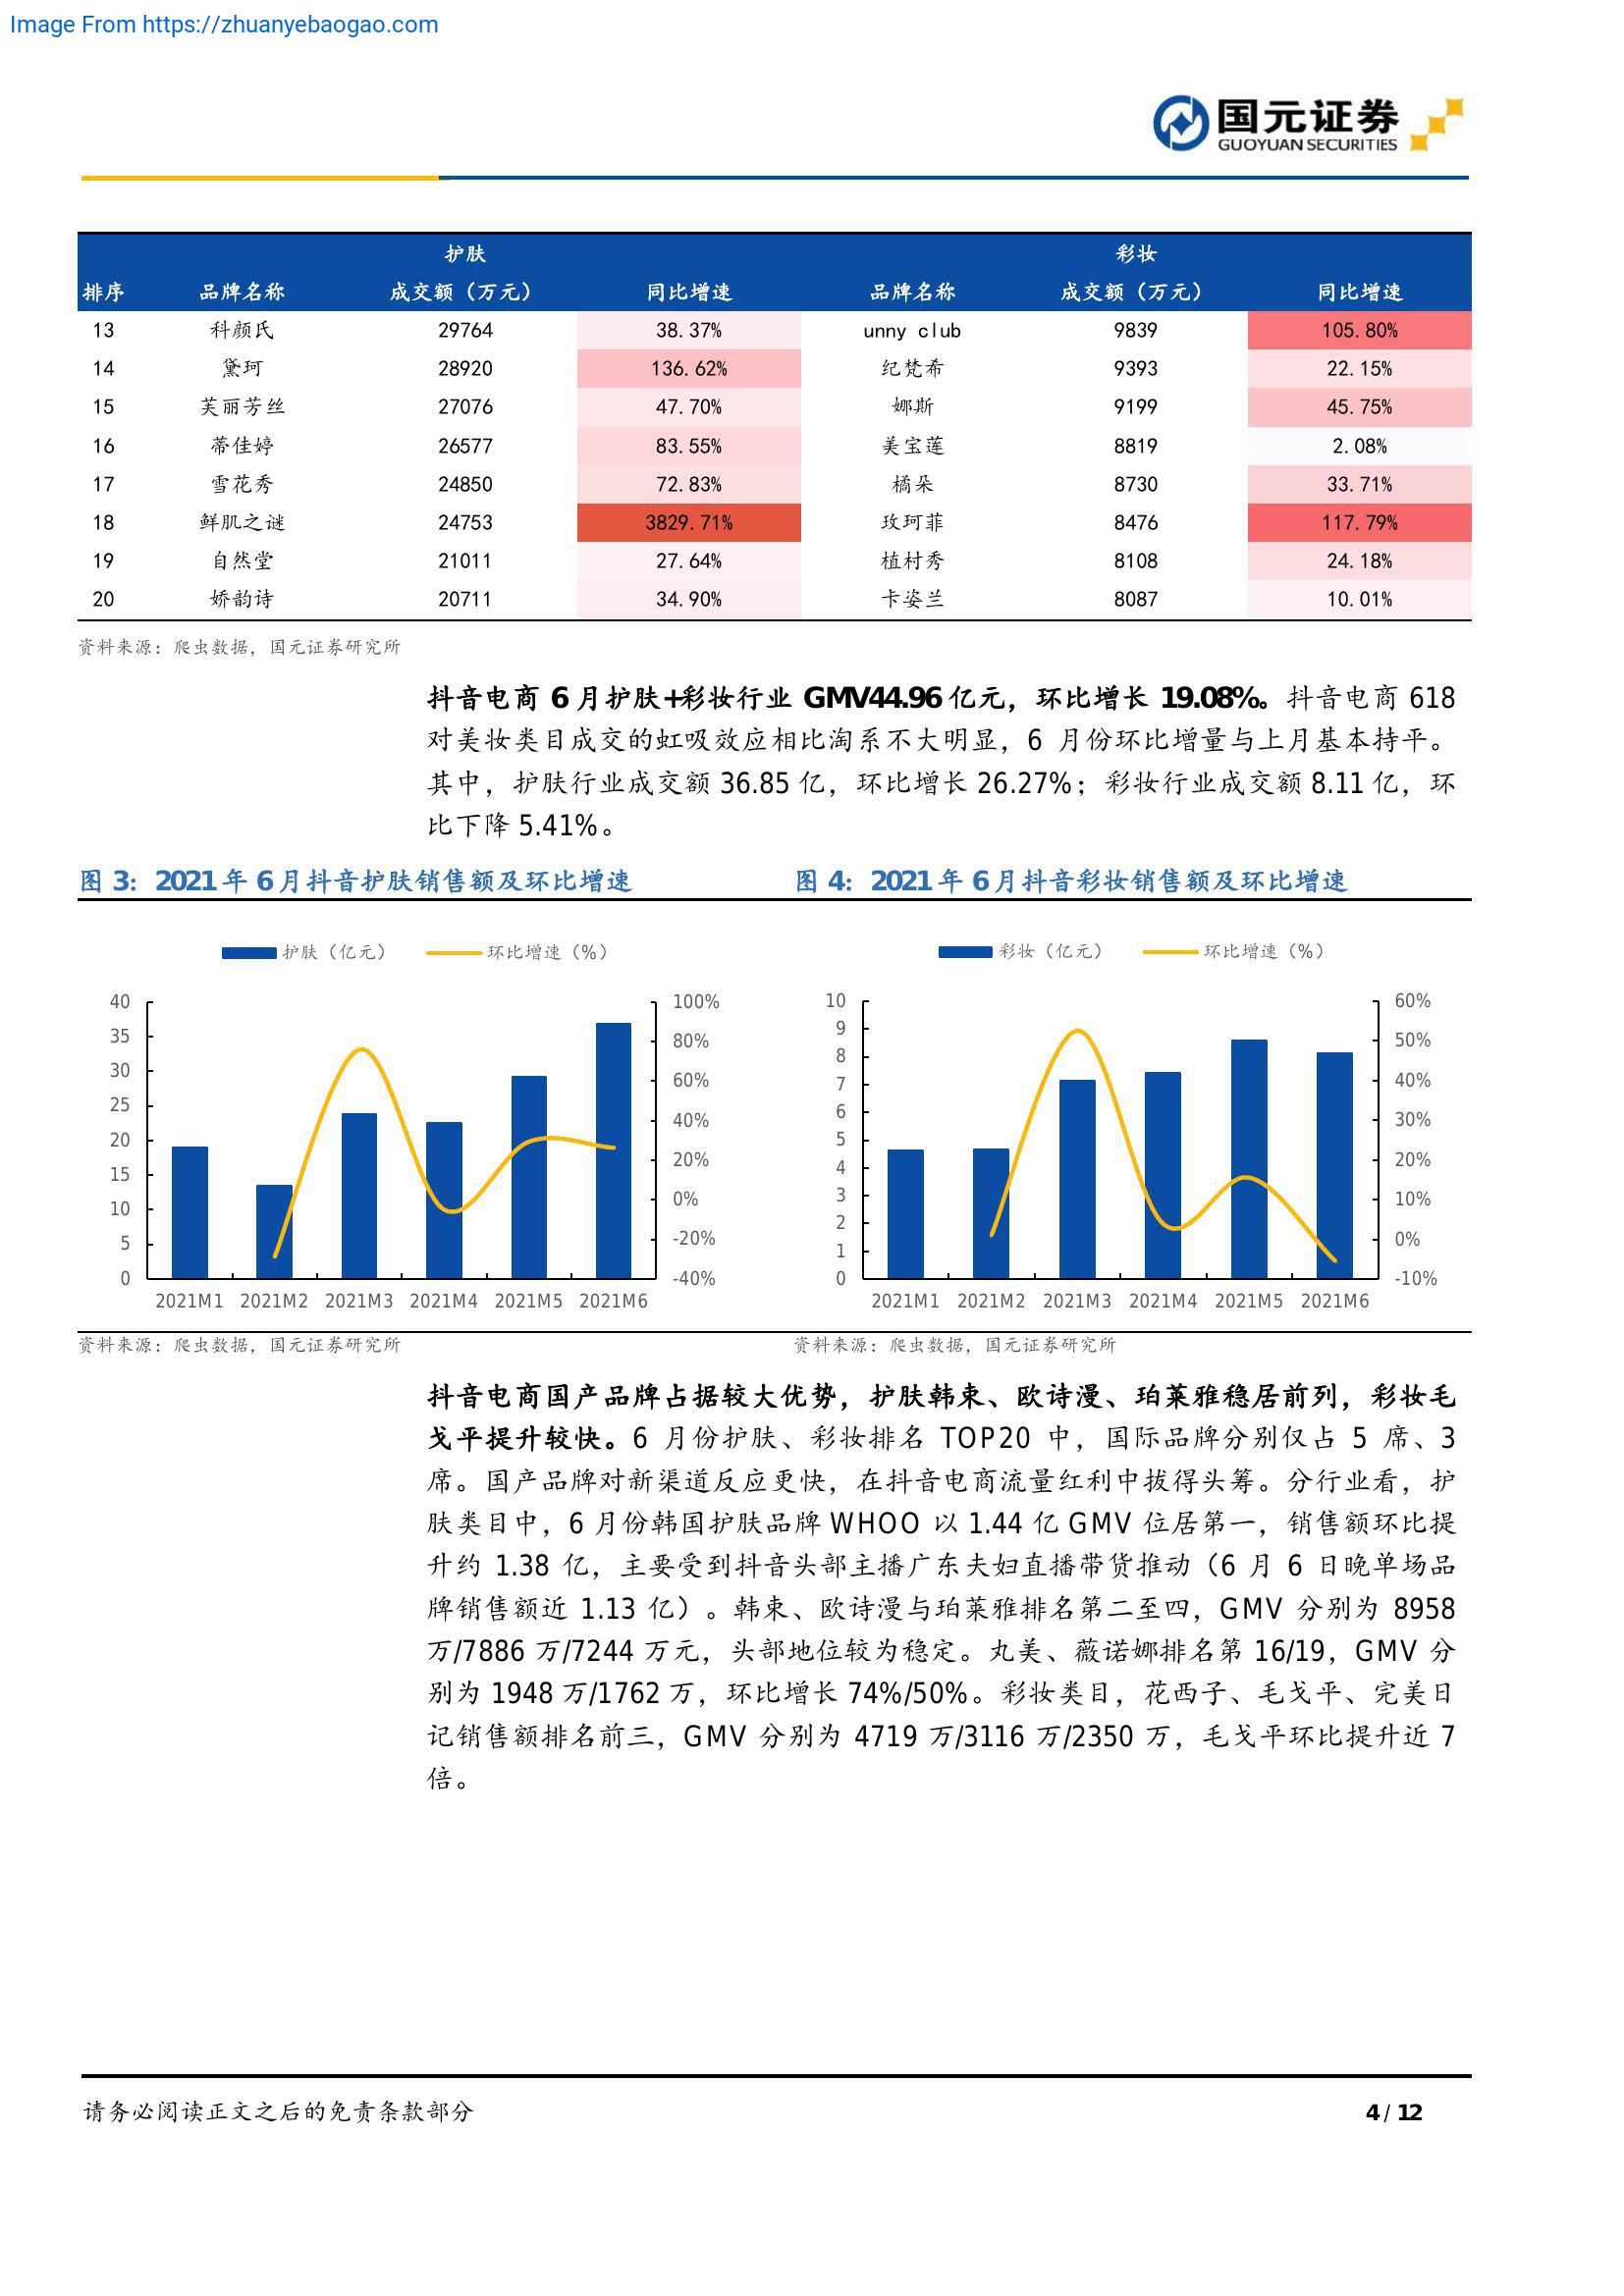 Image From https://zhuanyebaogao.com
国元证券
GUOYUAN SECURITIES
护肤 彩妆
排序 品牌名称 成交额（万元） 同比增速 品牌名称 成交额（万元） 同比增速
13 科颜氏 29764 38.37% unny club 9839 105.80%
14 黛珂 28920 136.62% 纪梵希 9393 22.15%
15 芙丽芳丝 27076 47.70% 娜斯 9199 45.75%
16 蒂佳婷 26577 83.55% 美宝莲 8819 2.08%
17 雪花秀 24850 72.83% 橘朵 8730 33.71%
18 鲜肌之谜 24753 3829.71% 玫珂菲 8476 117.79%
19 自然堂 21011 27.64% 植村秀 8108 24.18%
20 娇韵诗 20711 34.90% 卡姿兰 8087 10.01%
资料来源：爬虫数据，国元证券研究所
抖音电商 6 月护肤+彩妆行业 GMV44.96 亿元，环比增长 19.08%。抖音电商 618
对美妆类目成交的虹吸效应相比淘系不大明显，6 月份环比增量与上月基本持平。
其中，护肤行业成交额 36.85 亿，环比增长 26.27%；彩妆行业成交额 8.11 亿，环
比下降 5.41%。
图 3：2021 年 6 月抖音护肤销售额及环比增速
护肤（亿元） 环比增速（%）
40
35
30
25
20
15
10
5
0
100%
80%
60%
40%
20%
0%
-20%
-40%
2021M1 2021M2 2021M3 2021M4 2021M5 2021M6
资料来源：爬虫数据，国元证券研究所
图 4：2021 年 6 月抖音彩妆销售额及环比增速
彩妆（亿元） 环比增速（%）
10
9
8
7
6
5
4
3
2
1
0
60%
50%
40%
30%
20%
10%
0%
-10%
2021M1 2021M2 2021M3 2021M4 2021M5 2021M6
资料来源：爬虫数据，国元证券研究所
抖音电商国产品牌占据较大优势，护肤韩束、欧诗漫、珀莱雅稳居前列，彩妆毛
戈平提升较快。6 月份护肤、彩妆排名 TOP20 中，国际品牌分别仅占 5 席、3
席。国产品牌对新渠道反应更快，在抖音电商流量红利中拔得头筹。分行业看，护
肤类目中，6 月份韩国护肤品牌 WHOO 以 1.44 亿 GMV 位居第一，销售额环比提
升约 1.38 亿，主要受到抖音头部主播广东夫妇直播带货推动（6 月 6 日晚单场品
牌销售额近 1.13 亿）。韩束、欧诗漫与珀莱雅排名第二至四，GMV 分别为 8958
万/7886 万/7244 万元，头部地位较为稳定。丸美、薇诺娜排名第 16/19，GMV 分
别为 1948 万/1762 万，环比增长 74%/50%。彩妆类目，花西子、毛戈平、完美日
记销售额排名前三，GMV 分别为 4719 万/3116 万/2350 万，毛戈平环比提升近 7
倍。
请务必阅读正文之后的免责条款部分 4 / 12